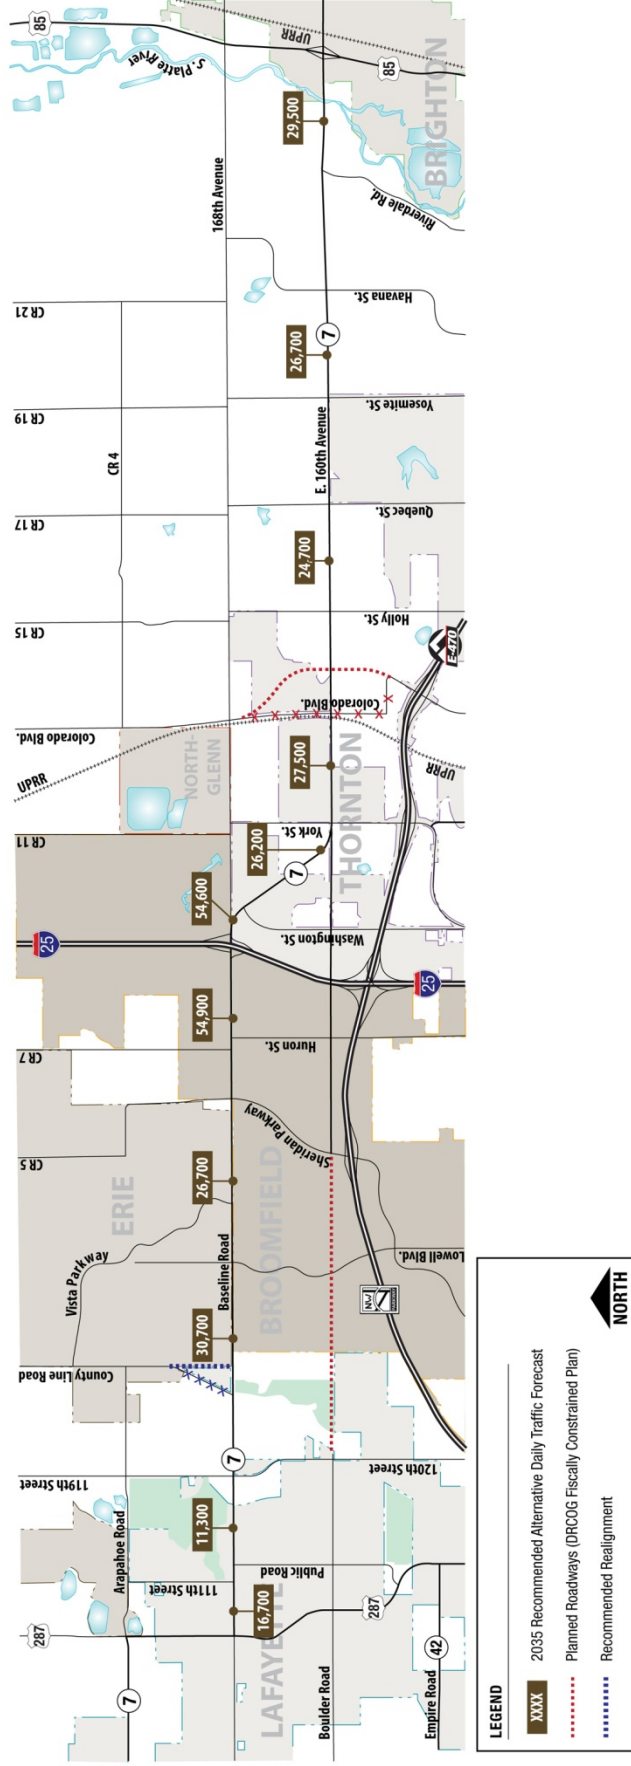 85
UPRR
S. Platte River
85
BRIGHTON
29,500
168th Avenue
Riverdale Rd.
Havana St.
CR 21
7
26,700
Yosemite St.
CR 19
CR 4
E. 160th Avenue
Quebec St.
CR 17
24,700
Holly St.
CR 15
E-470
Colorado Blvd.
Colorado Blvd.
UPRR
NORTH-
GLENN
27,500
UPRR
THORNTON
York St.
CR 11
26,200
7
54,600
Washington St.
25
25
54,900
Huron St.
CR 7
Sheridan Parkway
CR 5
26,700
ERIE
BROOMFIELD
Vista Parkway
Baseline Road
Lowell Blvd.
NW
PARKWAY
30,700
County Line Road
7
120th Street
119th Street
11,300
Arapahoe Road
Public Road
111th Street
16,700
287
287
LAFAYETTE
7
42
Boulder Road
Empire Road
LEGEND
XXXX
2035 Recommended Alternative Daily Traffic Forecast
Planned Roadways (DRCOG Fiscally Constrained Plan)
Recommended Realignment
NORTH